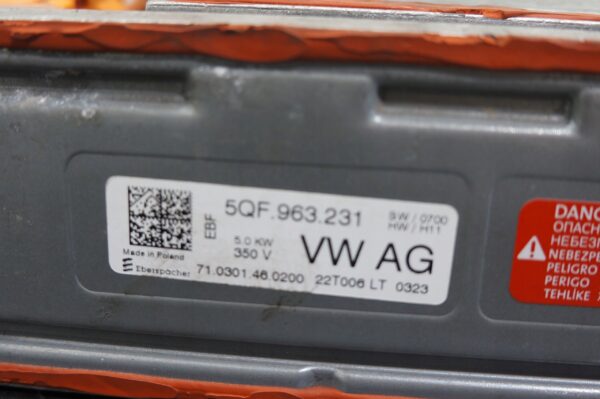 5QF.963.231
SW / 0700
HW / H11
EBF
5.0 KW
350 V
VW AG
Made in Poland
Eberspächer 71.0301.46.0200 22T006 LT 0323
DANG
ОПАСН
НЕБЕЗП
NEBEZPE
PELIGRO
PERIGO
TEHLİKE